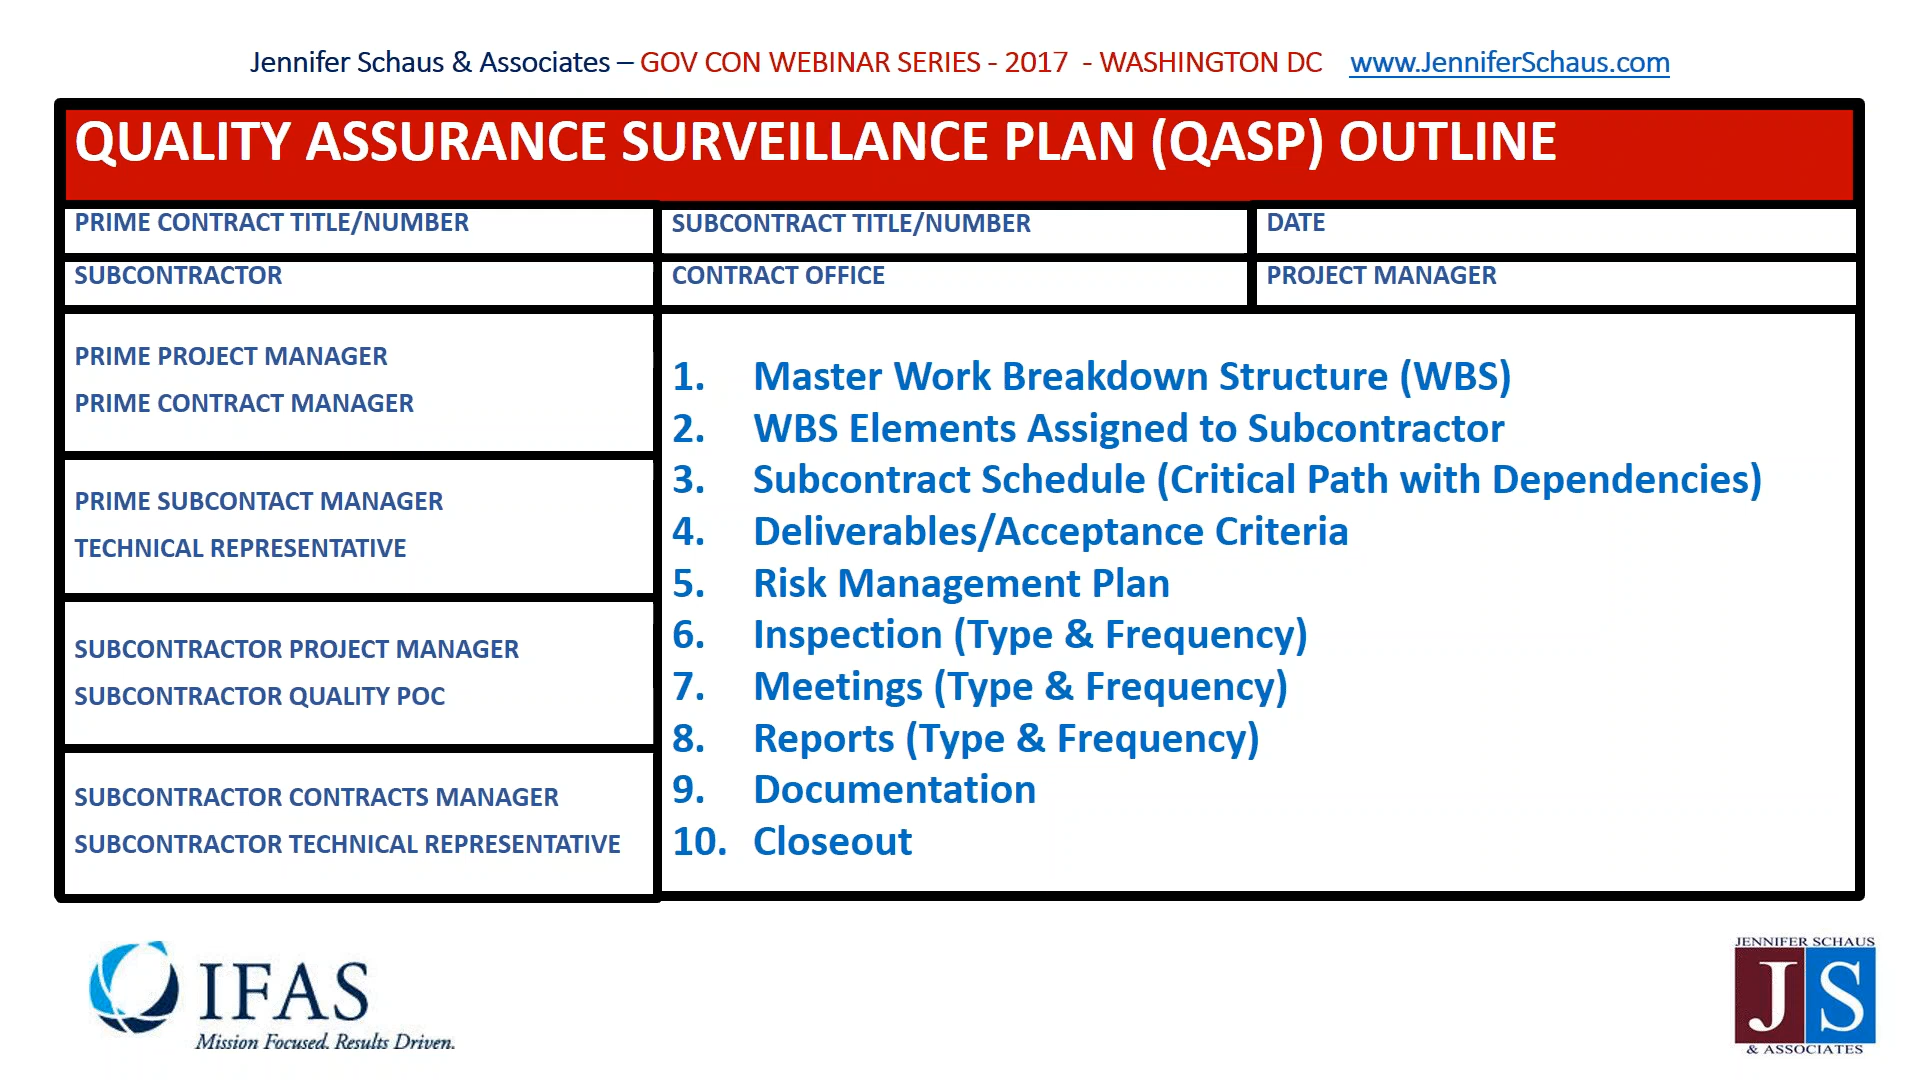 Jennifer Schaus & Associates – GOV CON WEBINAR SERIES - 2017 - WASHINGTON DC www.JenniferSchaus.com
QUALITY ASSURANCE SURVEILLANCE PLAN (QASP) OUTLINE
PRIME CONTRACT TITLE/NUMBER
SUBCONTRACT TITLE/NUMBER
DATE
SUBCONTRACTOR
CONTRACT OFFICE
PROJECT MANAGER
PRIME PROJECT MANAGER
PRIME CONTRACT MANAGER
PRIME SUBCONTACT MANAGER
TECHNICAL REPRESENTATIVE
SUBCONTRACTOR PROJECT MANAGER
SUBCONTRACTOR QUALITY POC
SUBCONTRACTOR CONTRACTS MANAGER
SUBCONTRACTOR TECHNICAL REPRESENTATIVE
1. Master Work Breakdown Structure (WBS)
2. WBS Elements Assigned to Subcontractor
3. Subcontract Schedule (Critical Path with Dependencies)
4. Deliverables/Acceptance Criteria
5. Risk Management Plan
6. Inspection (Type & Frequency)
7. Meetings (Type & Frequency)
8. Reports (Type & Frequency)
9. Documentation
10. Closeout
IFAS
Mission Focused. Results Driven.
JENNIFER SCHAUS
JS
& ASSOCIATES